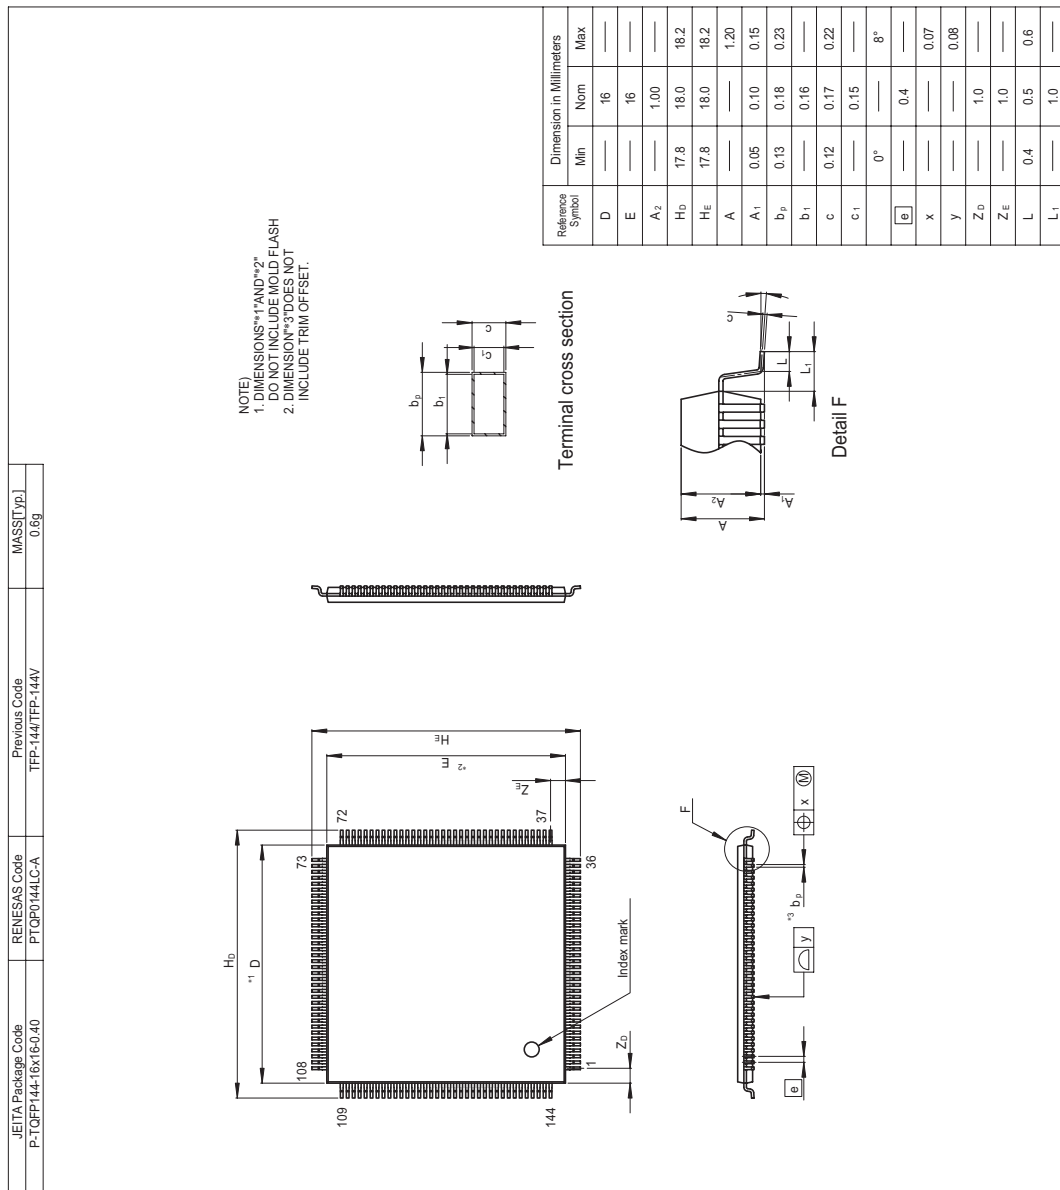 JEITA Package Code RENESAS Code Previous Code MASS[Typ.]
P-TQFP144-16x16-0.40 PTQP0144LC-A TFP-144/TFP-144V 0.6g
NOTE)
1. DIMENSIONS"*1"AND"*2"
DO NOT INCLUDE MOLD FLASH
2. DIMENSION"*3"DOES NOT
INCLUDE TRIM OFFSET.
HD
*1 D
108
73
109
72
*2 E
HE
ZE
144
37
1
36
ZD
Index mark
F
e
y
*3 bp
x M
bp
b1
c1
c
Terminal cross section
A
A2
A1
L
L1
c
Detail F
Reference Symbol Dimension in Millimeters
Min Nom Max
D — 16 —
E — 16 —
A2 — 1.00 —
HD 17.8 18.0 18.2
HE 17.8 18.0 18.2
A — — 1.20
A1 0.05 0.10 0.15
bp 0.13 0.18 0.23
b1 — 0.16 —
c 0.12 0.17 0.22
c1 — 0.15 —
0° — 8°
e — 0.4 —
x — — 0.07
y — — 0.08
ZD — 1.0 —
ZE — 1.0 —
L 0.4 0.5 0.6
L1 — 1.0 —